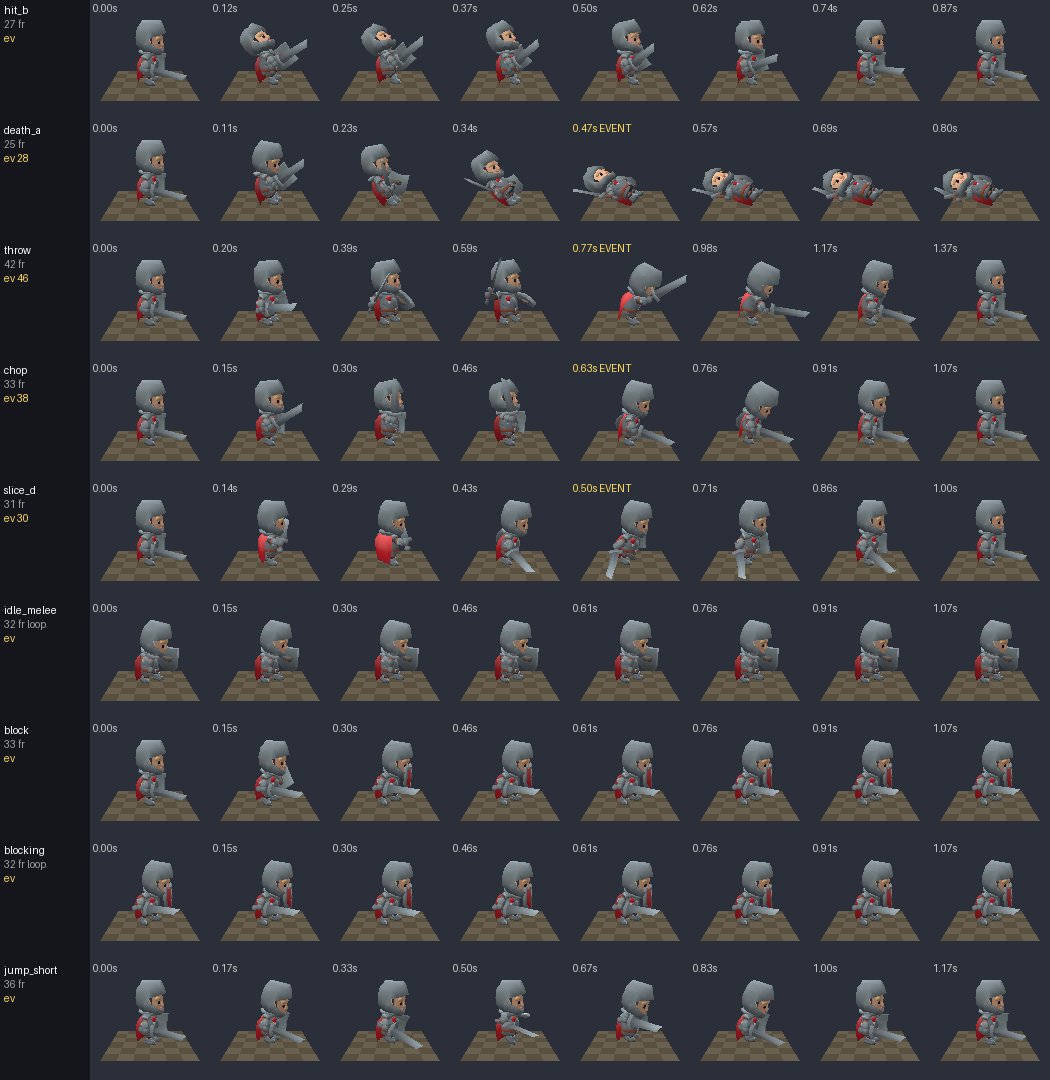 hit_b
27 fr
ev
0.00s 0.12s 0.25s 0.37s 0.50s 0.62s 0.74s 0.87s
death_a
25 fr
ev 28
0.00s 0.11s 0.23s 0.34s 0.47s EVENT 0.57s 0.69s 0.80s
throw
42 fr
ev 46
0.00s 0.20s 0.39s 0.59s 0.77s EVENT 0.98s 1.17s 1.37s
chop
33 fr
ev 38
0.00s 0.15s 0.30s 0.46s 0.63s EVENT 0.76s 0.91s 1.07s
slice_d
31 fr
ev 30
0.00s 0.14s 0.29s 0.43s 0.50s EVENT 0.71s 0.86s 1.00s
idle_melee
32 fr loop
ev
0.00s 0.15s 0.30s 0.46s 0.61s 0.76s 0.91s 1.07s
block
33 fr
ev
0.00s 0.15s 0.30s 0.46s 0.61s 0.76s 0.91s 1.07s
blocking
32 fr loop
ev
0.00s 0.15s 0.30s 0.46s 0.61s 0.76s 0.91s 1.07s
jump_short
36 fr
ev
0.00s 0.17s 0.33s 0.50s 0.67s 0.83s 1.00s 1.17s